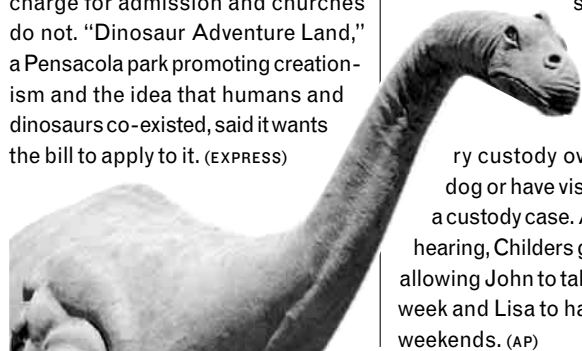 charge for admission and churches
do not. “Dinosaur Adventure Land,”
a Pensacola park promoting creation-
ism and the idea that humans and
dinosaurs co-existed, said it wants
the bill to apply to it. (EXPRESS)
s
ry custody ov
dog or have vis
a custody case. A
hearing, Childers g
allowing John to tak
week and Lisa to ha
weekends. (AP)